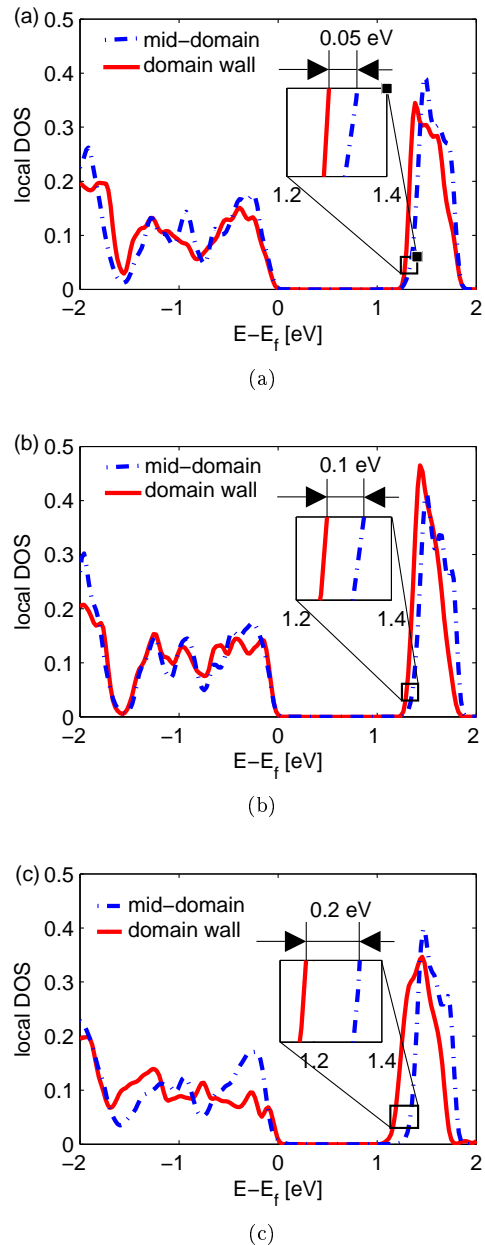 (a)
0.5
0.4
0.3
0.2
0.1
0
local DOS
mid−domain
domain wall
0.05 eV
1.2 1.4
−2 −1 0 1 2
E−E_f [eV]
(a)
(b)
0.5
0.4
0.3
0.2
0.1
0
local DOS
mid−domain
domain wall
0.1 eV
1.2 1.4
−2 −1 0 1 2
E−E_f [eV]
(b)
(c)
0.5
0.4
0.3
0.2
0.1
0
local DOS
mid−domain
domain wall
0.2 eV
1.2 1.4
−2 −1 0 1 2
E−E_f [eV]
(c)